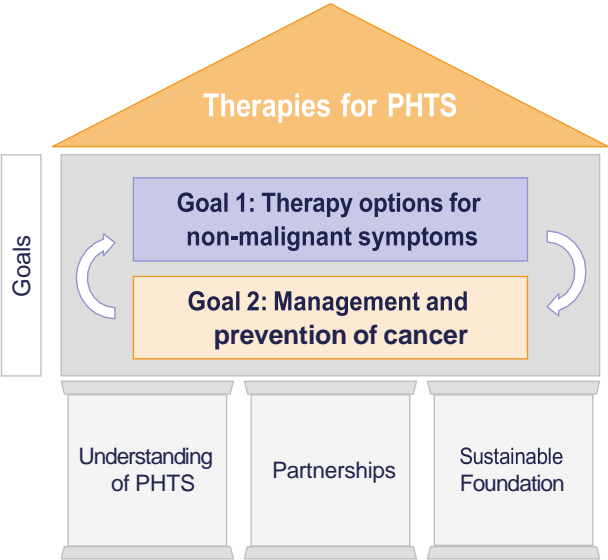 Therapies for PHTS
Goals
Goal 1: Therapy options for
non-malignant symptoms
Goal 2: Management and
prevention of cancer
Understanding
of PHTS
Partnerships
Sustainable
Foundation